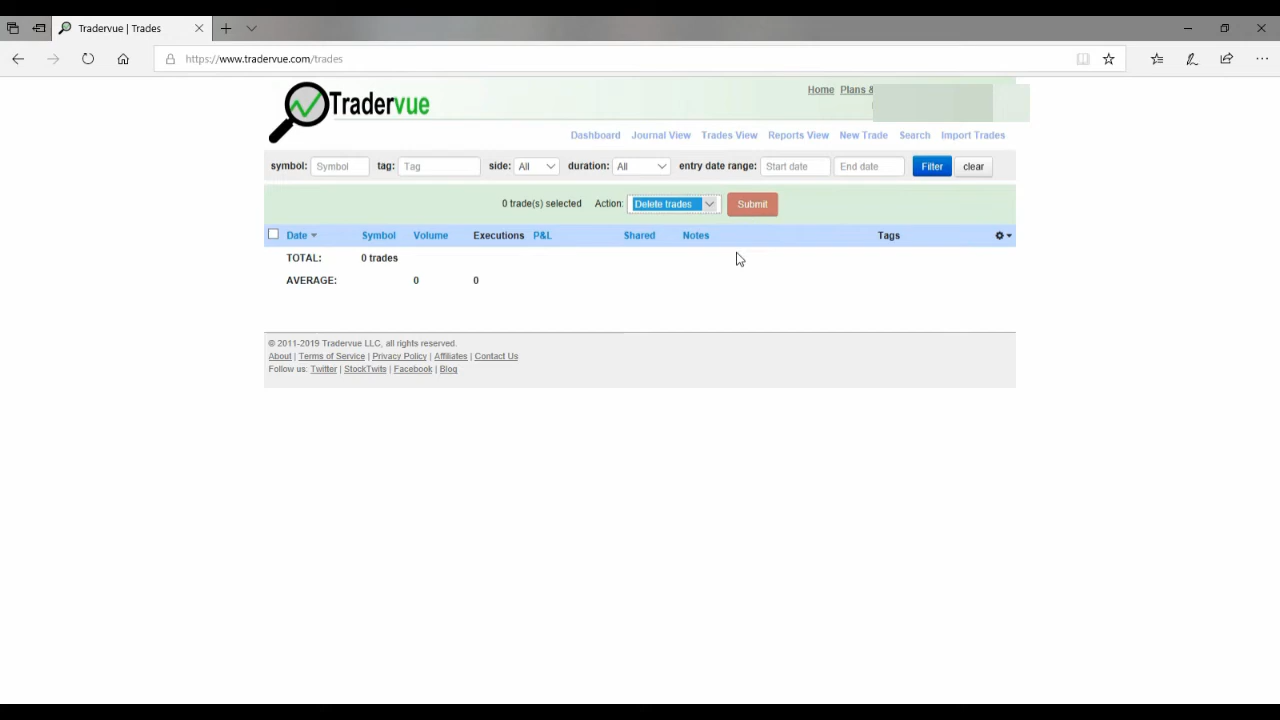 Tradervue | Trades
https://www.tradervue.com/trades
Tradervue
Home Plans &
Dashboard Journal View Trades View Reports View New Trade Search Import Trades
symbol: Symbol tag: Tag side: All duration: All entry date range: Start date End date Filter clear
0 trade(s) selected Action: Delete trades Submit
Date Symbol Volume Executions P&L Shared Notes Tags
TOTAL: 0 trades
AVERAGE: 0 0
© 2011-2019 Tradervue LLC, all rights reserved.
About | Terms of Service | Privacy Policy | Affiliates | Contact Us
Follow us: Twitter | StockTwits | Facebook | Blog